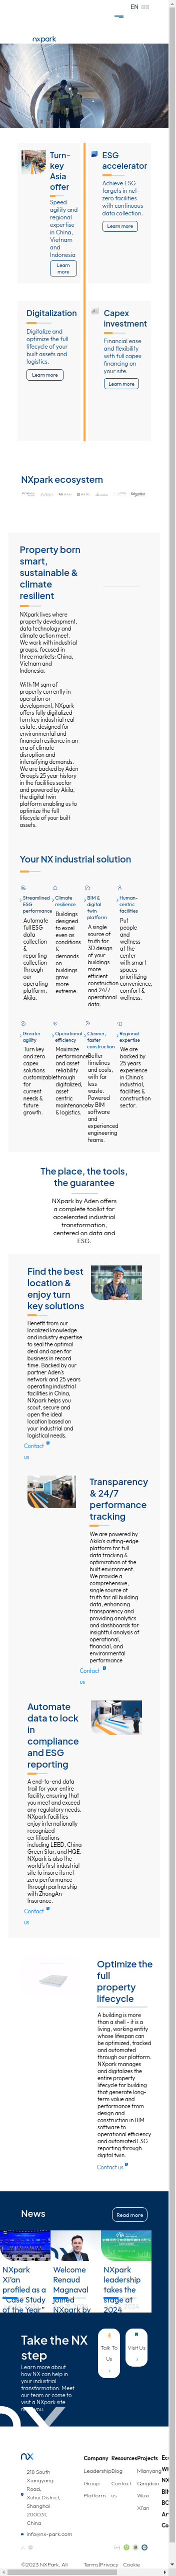 EN
nxpark
Turn-
key
Asia
offer
Speed
agility and
regional
expertise
in China,
Vietnam
and
Indonesia
Learn
more
ESG
accelerator
Achieve ESG
targets in net-
zero facilities
with continuous
data collection.
Learn more
Digitalization
Digitalize and
optimize the full
lifecycle of your
built assets and
logistics.
Learn more
Capex
investment
Financial ease
and flexibility
with full capex
financing on
your site.
Learn more
NXpark ecosystem
Schneider
Property born
smart,
sustainable &
climate
resilient
NXpark lives where
property development,
data technology and
climate action meet.
We work with industrial
groups, focused in
three markets: China,
Vietnam and
Indonesia.
With 1M sqm of
property currently in
operation or
development, NXpark
offers fully digitalized
turn key industrial real
estate, designed for
environmental and
financial resilience in an
era of climate
disruption and
intensifying demands.
We are backed by Aden
Group's 25 year history
in the facilities sector.
And powered by Akila,
the digital twin
platform enabling us to
optimize the full
lifecycle of your built
assets.
Your NX industrial solution
Streamlined
ESG
performance
Automate
full ESG
data
collection
&
reporting
collection
through
our
operating
platform,
Akila.
Climate
resilience
Buildings
designed
to excel
even as
conditions
&
demands
on
buildings
grow
more
extreme.
BIM &
digital
twin
platform
A single
source of
truth for
3D design
of your
buildings
more
efficient
construction
and 24/7
operational
data.
Human-
centric
facilities
Put
people
and
wellness
at the
center
with smart
spaces
prioritizing
convenience,
comfort &
wellness.
Greater
agility
Turn key
and zero
capex
solutions
customizable
for
current
needs &
future
growth.
Operational
efficiency
Maximize
performance
and asset
reliability
through
digitalized,
asset
centric
maintenance
& logistics.
Cleaner,
faster
construction
Better
timelines
and costs,
with far
less
waste.
Powered
by BIM
software
and
experienced
engineering
teams.
Regional
expertise
We are
backed by
25 years
experience
in China's
industrial,
facilities &
construction
sector.
The place, the tools,
the guarantee
NXpark by Aden offers
a complete toolkit for
accelerated industrial
transformation,
centered on data and
ESG.
Find the best
location &
enjoy turn
key solutions
Benefit from our
localized knowledge
and industry expertise
to seal the optimal
deal and open for
business in record
time. Backed by our
partner Aden's
network and 25 years
operating industrial
facilities in China,
NXpark helps you
scout, secure and
open the ideal
location based on
your industrial and
logistical needs.
Contact
us
Transparency
& 24/7
performance
tracking
We are powered by
Akila's cutting-edge
platform for full
data tracking &
optimization of the
built environment.
We provide a
comprehensive,
single source of
truth for all building
data, enhancing
transparency and
providing analytics
and dashboards for
insightful analysis of
operational,
financial, and
environmental
performance
Contact
us
Automate
data to lock
in
compliance
and ESG
reporting
A end-to-end data
trail for your entire
facility, ensuring that
you meet and exceed
any regulatory needs.
NXpark facilities
enjoy internationally
recognized
certifications
including LEED, China
Green Star, and HQE.
NXpark is also the
world's first industrial
site to insure its net-
zero performance
through partnership
with ZhongAn
Insurance.
Contact
us
Optimize the
full
property
lifecycle
A building is more
than a shell - it is a
living, working entity
whose lifespan can
be optimized, tracked
and automated
through our platform.
NXpark manages
and digitalizes the
entire property
lifecycle for building
that generate long-
term value and
performance: from
design and
construction in BIM
software to
operational efficiency
and automated ESG
reporting through
digital twin.
Contact us
News
Read more
NXpark
Xi'an
profiled as a
"Case Study
of the Year"
Welcome
Renaud
Magnaval
joined
NXpark by
NXpark
leadership
takes the
stage at
2024
Take the NX
step
Learn more about
how NX can help in
your industrial
transformation. Meet
our team or come to
visit at a NXpark site
near you.
Talk To
Us
Visit Us
nx
Company
Leadership
Group
Platform
Resources
Blog
Contact
us
Projects
Mianyang
Qingdao
Wuxi
Xi'an
278 South
Xiangyang
Road,
Xuhui District,
Shanghai
200031,
China
info@nx-park.com
©2023 NXPark. All
Terms
Privacy
Cookie